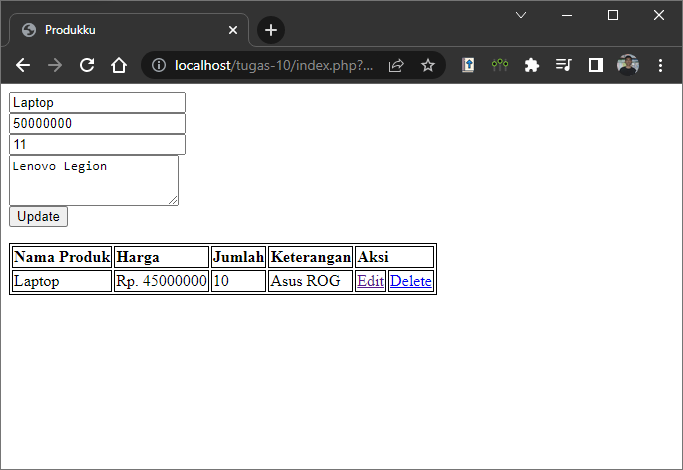 Produkku
localhost/tugas-10/index.php?...
Laptop
50000000
11
Lenovo Legion
Update
Nama Produk Harga Jumlah Keterangan Aksi
Laptop Rp. 45000000 10 Asus ROG Edit Delete